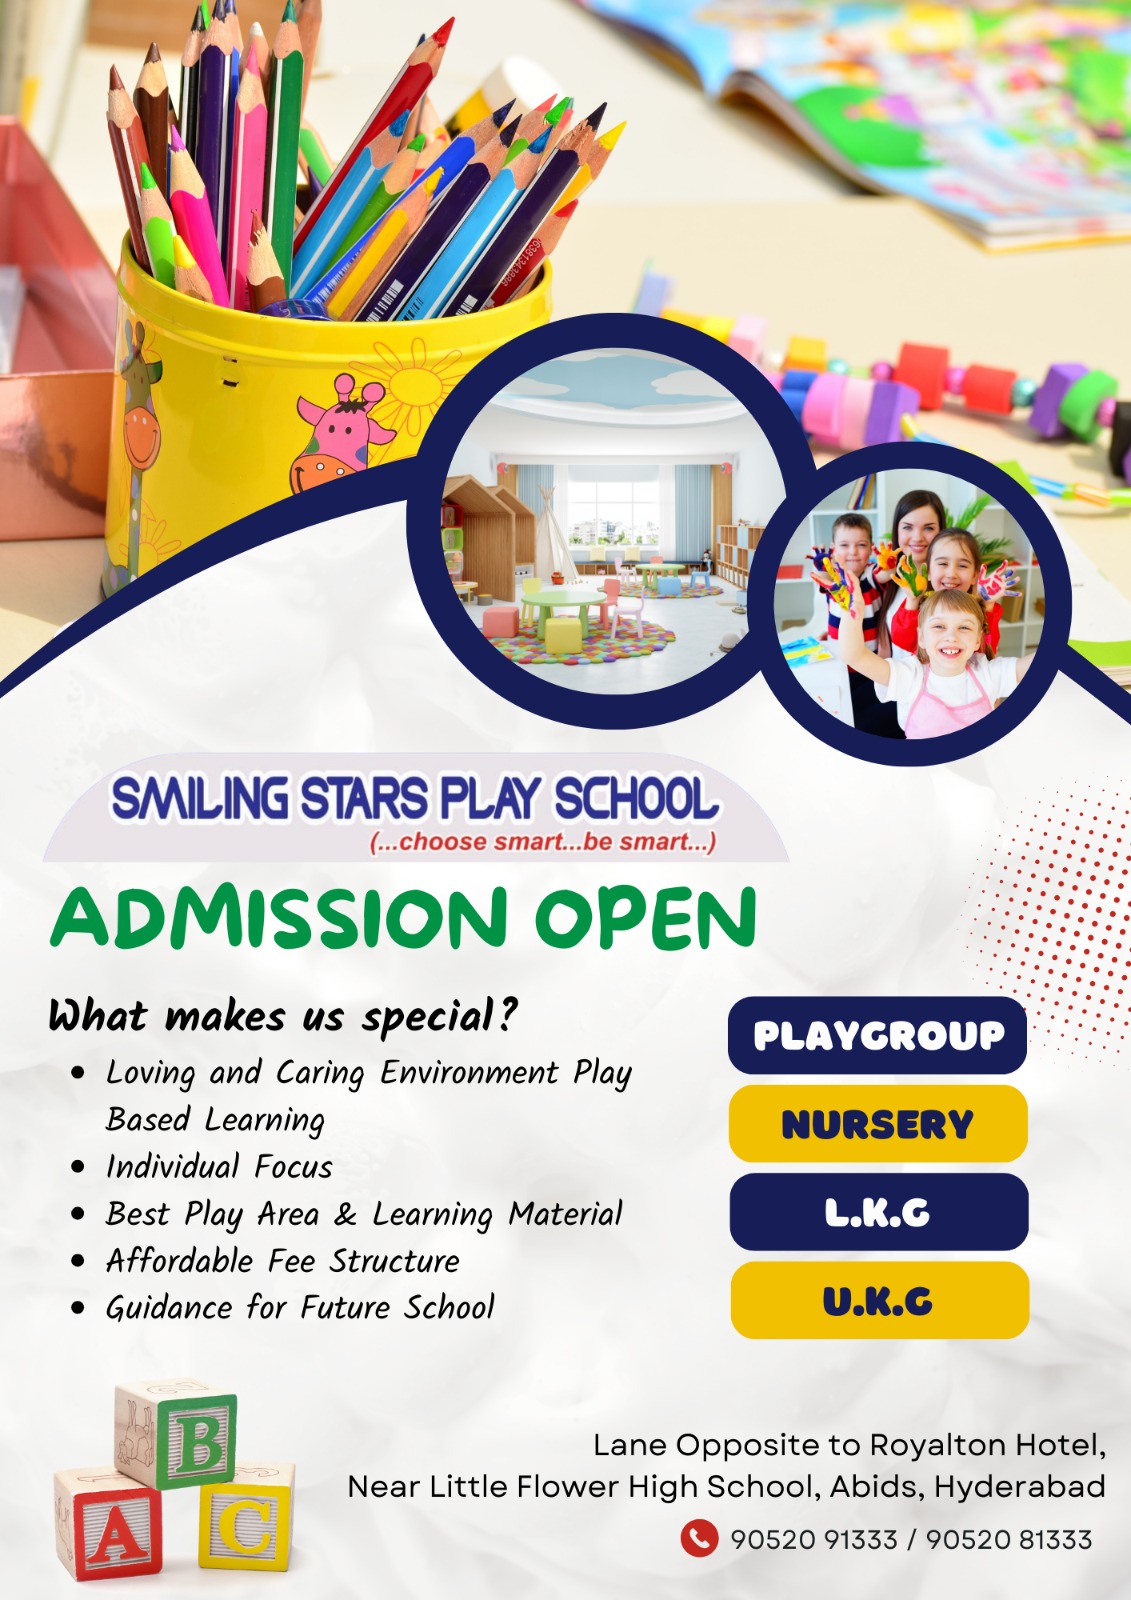 SMILING STARS PLAY SCHOOL
(...choose smart...be smart...)
ADMISSION OPEN
What makes us special?
• Loving and Caring Environment Play
Based Learning
• Individual Focus
• Best Play Area & Learning Material
• Affordable Fee Structure
• Guidance for Future School
PLAYGROUP
NURSERY
L.K.G
U.K.G
B
A C
Lane Opposite to Royalton Hotel,
Near Little Flower High School, Abids, Hyderabad
90520 91333 / 90520 81333